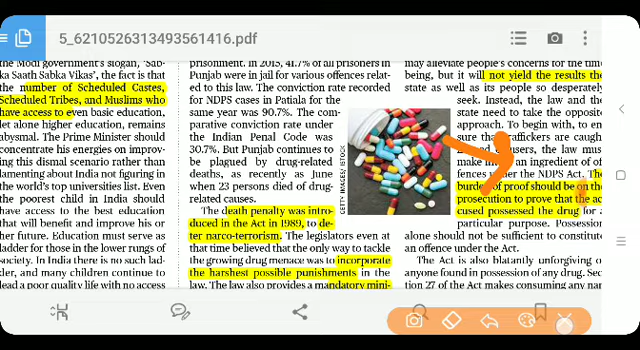 5_6210526313493561416.pdf
the Modi government's slogan, 'Sab-
ka Saath Sabka Vikas', the fact is that
the number of Scheduled Castes,
Scheduled Tribes, and Muslims who
have access to even basic education,
let alone higher education, remains
abysmal. The Prime Minister should
concentrate his energies on improv-
ing this dismal scenario rather than
lamenting about India not figuring in
the world's top universities list. Even
the poorest child in India should
have access to the best education
that will benefit and improve his or
her future. Education must serve as
ladder for those in the lower rungs of
society. In India there is no such lad-
der, and many children continue to
lead a poor quality life with no access
prisonment. In 2015, 41.7% of all prisoners in
Punjab were in jail for various offences relat-
ed to this law. The conviction rate recorded
for NDPS cases in Patiala for the
same year was 90.7%. The com-
parative conviction rate under
the Indian Penal Code was
30.7%. But Punjab continues to
be plagued by drug-related
deaths, as recently as June
when 23 persons died of drug-
related causes.
The death penalty was intro-
duced in the Act in 1989, to de-
ter narco-terrorism. The legislators even at
that time believed that the only way to tackle
the growing drug menace was to incorporate
the harshest possible punishments in the
law. The law also provides a mandatory mini-
GETTY IMAGES/ISTOCK
may alleviate people's concerns for the time
being, but it will not yield the results the
state as well as its people so desperately
seek. Instead, the law and the
state need to take the opposite
approach. To begin with, to en-
sure that traffickers are caught
and users, the law must
make an ingredient of of
fences under the NDPS Act. The
burden of proof should be on the
prosecution to prove that the ac
cused possessed the drug for a
particular purpose. Possession
alone should not be sufficient to constitute
an offence under the Act.
The Act is also blatantly unforgiving o
anyone found in possession of any drug. Sec
tion 27 of the Act makes consuming any nar